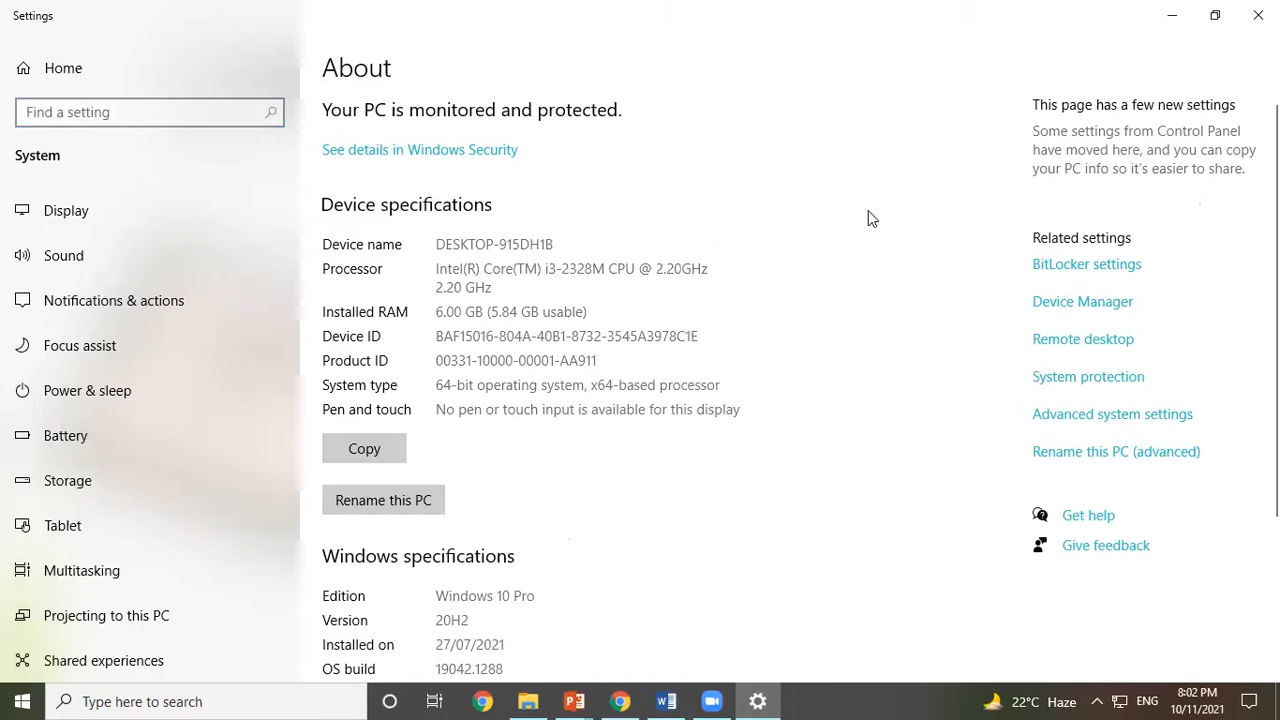 Settings
Home
Find a setting
System
Display
Sound
Notifications & actions
Focus assist
Power & sleep
Battery
Storage
Tablet
Multitasking
Projecting to this PC
Shared experiences
About
Your PC is monitored and protected.
See details in Windows Security
Device specifications
Device name DESKTOP-915DH1B
Processor Intel(R) Core(TM) i3-2328M CPU @ 2.20GHz
2.20 GHz
Installed RAM 6.00 GB (5.84 GB usable)
Device ID BAF15016-804A-40B1-8732-3545A3978C1E
Product ID 00331-10000-00001-AA911
System type 64-bit operating system, x64-based processor
Pen and touch No pen or touch input is available for this display
Copy
Rename this PC
Windows specifications
Edition Windows 10 Pro
Version 20H2
Installed on 27/07/2021
OS build 19042.1288
This page has a few new settings
Some settings from Control Panel
have moved here, and you can copy
your PC info so it's easier to share.
Related settings
BitLocker settings
Device Manager
Remote desktop
System protection
Advanced system settings
Rename this PC (advanced)
Get help
Give feedback
Type here to search
22°C Haze
ENG
8:02 PM
10/11/2021